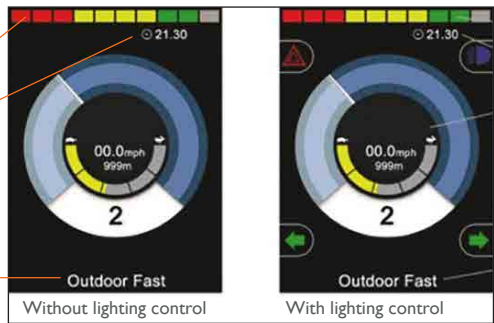 21.30
00.0mph
999m
2
Outdoor Fast
Without lighting control
21.30
00.0mph
999m
2
Outdoor Fast
With lighting control